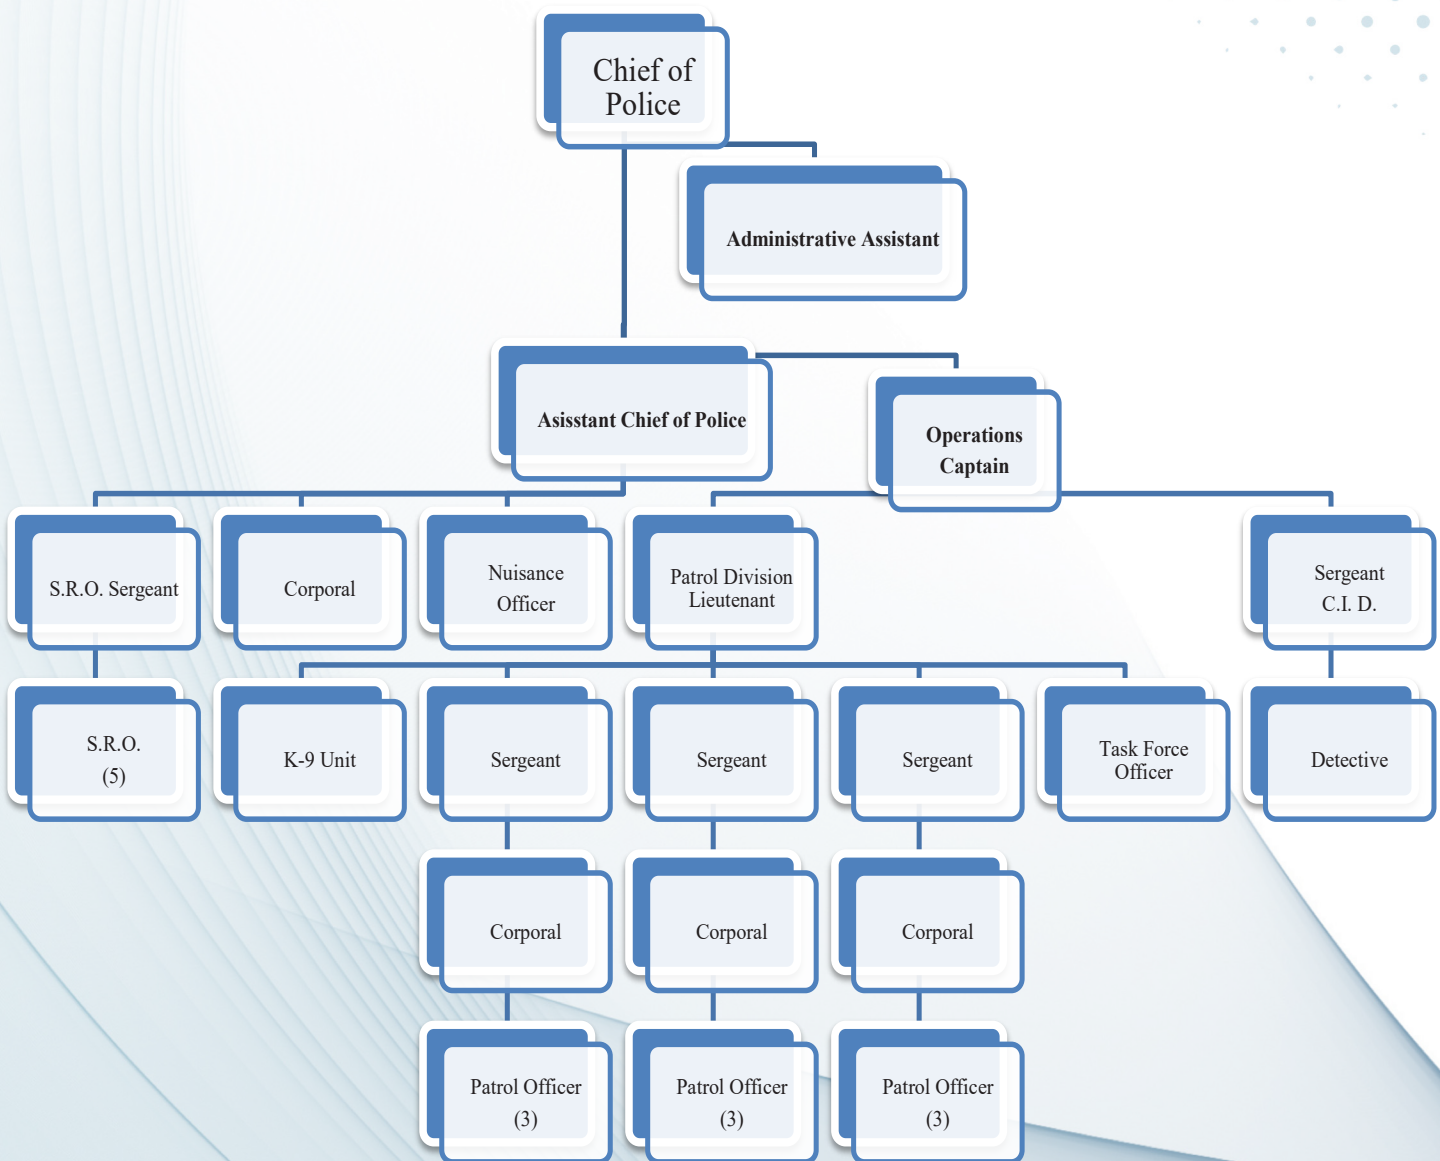 Chief of
Police
Administrative Assistant
Asisstant Chief of Police
Operations
Captain
S.R.O. Sergeant
Corporal
Nuisance
Officer
Patrol Division
Lieutenant
Sergeant
C.I. D.
S.R.O.
(5)
K-9 Unit
Sergeant
Sergeant
Sergeant
Task Force
Officer
Detective
Corporal
Corporal
Corporal
Patrol Officer
(3)
Patrol Officer
(3)
Patrol Officer
(3)